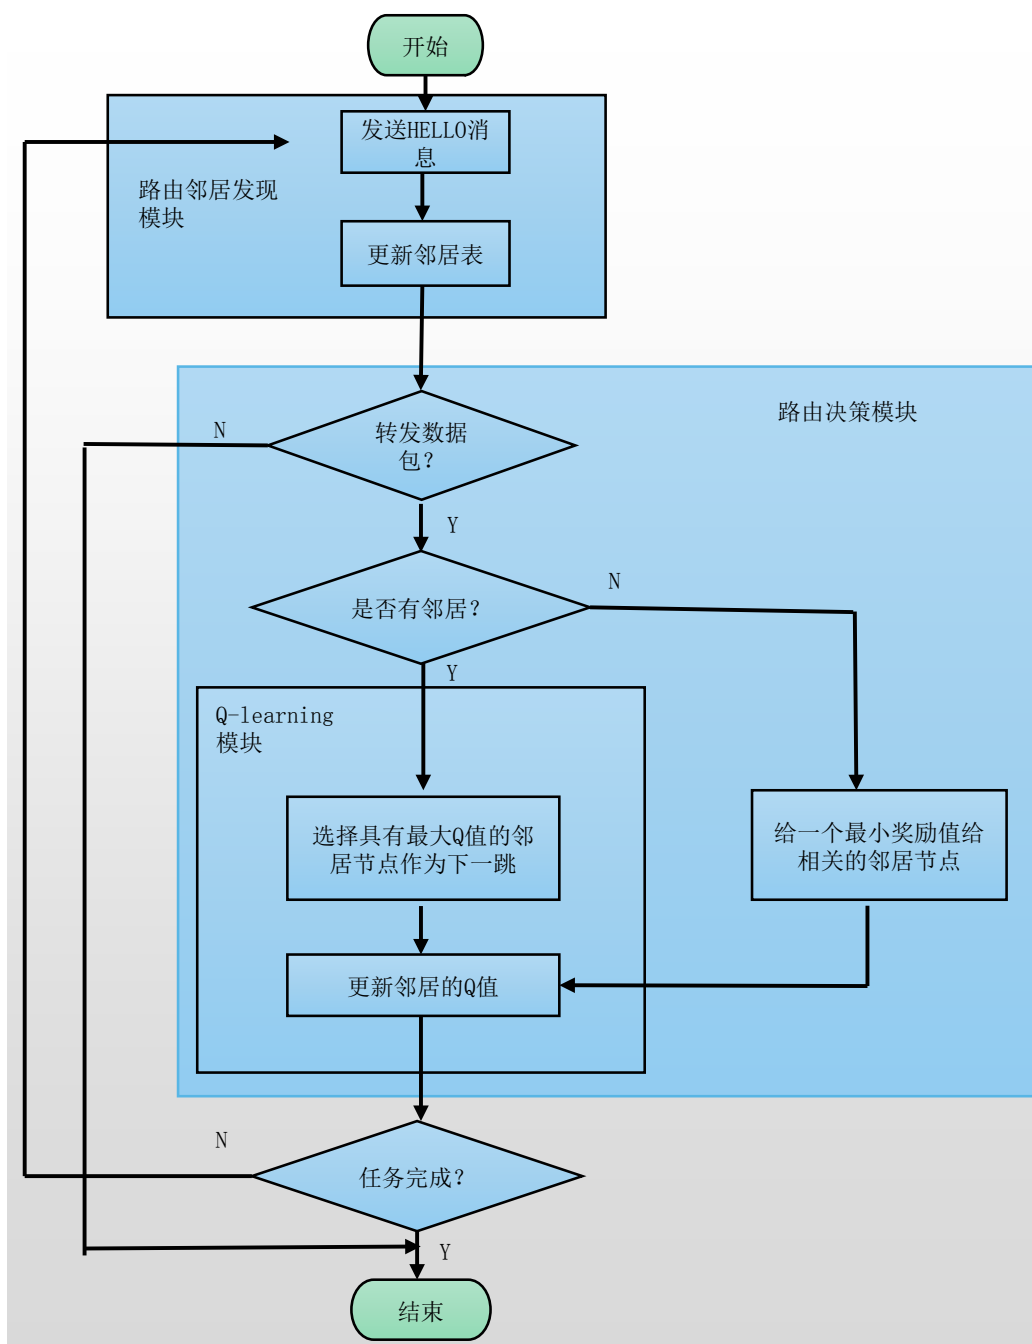 开始
发送HELLO消
息
路由邻居发现
模块
更新邻居表
路由决策模块
N
转发数据
包?
Y
是否有邻居?
N
Y
Q-learning
模块
选择具有最大Q值的邻
居节点作为下一跳
给一个最小奖励值给
相关的邻居节点
更新邻居的Q值
N
任务完成?
Y
结束